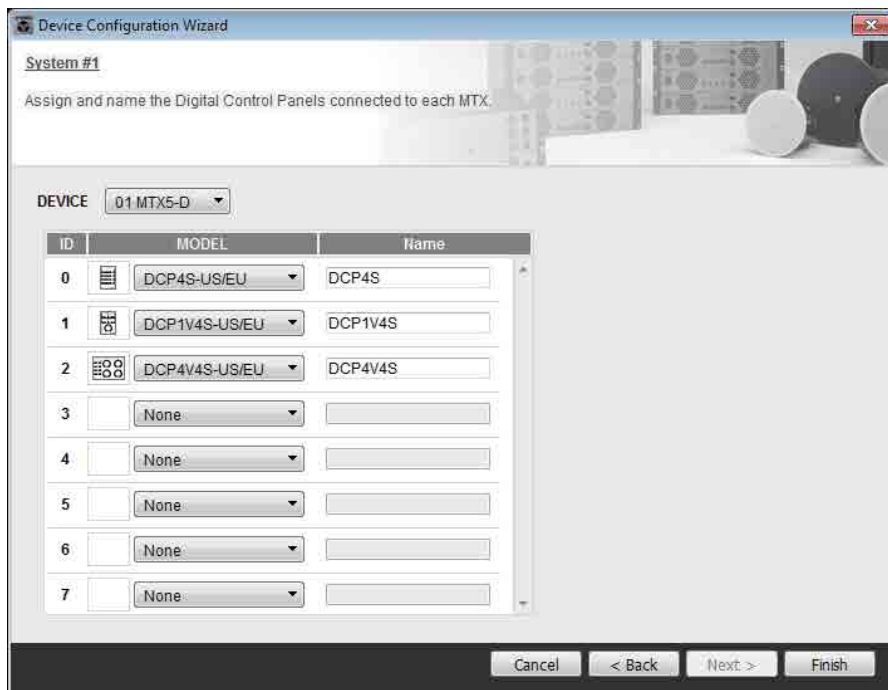 Device Configuration Wizard
System #1
Assign and name the Digital Control Panels connected to each MTX.
DEVICE 01 MTX5-D
ID MODEL Name
0 DCP4S-US/EU DCP4S
1 DCP1V4S-US/EU DCP1V4S
2 DCP4V4S-US/EU DCP4V4S
3 None
4 None
5 None
6 None
7 None
Cancel < Back Next > Finish